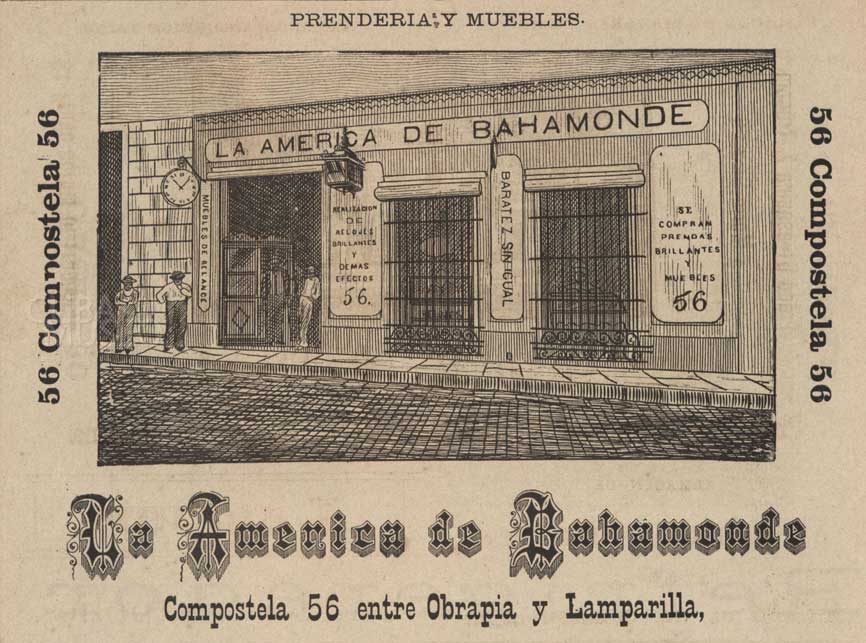 PRENDERIA Y MUEBLES.
56 Compostela 56
56 Compostela 56
LA AMERICA DE BAHAMONDE
MUEBLES DE RELANCE
REALIZACION
DE
RELOJES
BRILLANTES
Y
DEMAS
EFECTOS
56.
BARATEZ SIN IGUAL
SE
COMPRAN
PRENDAS
BRILLANTES
Y
MUEBLES
56
La America de Bahamonde
Compostela 56 entre Obrapia y Lamparilla,